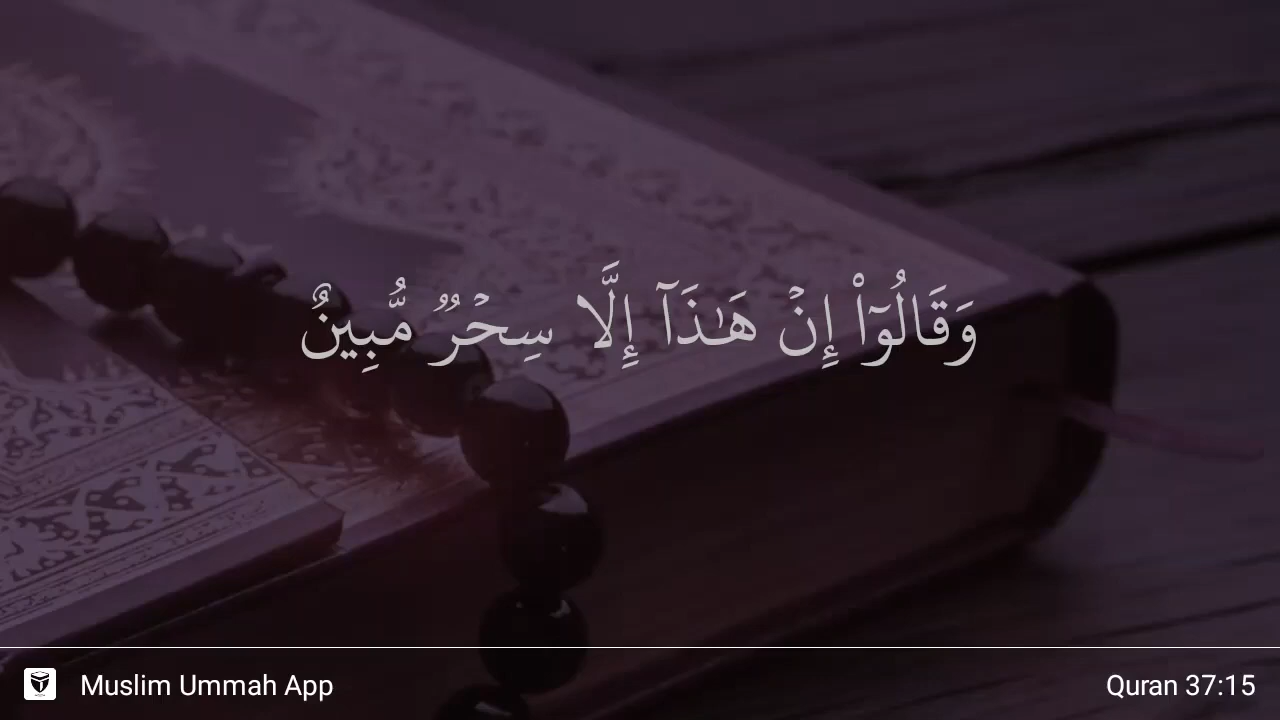 وَقَالُوٓا۟ إِنْ هَـٰذَآ إِلَّا سِحْرٌ مُّبِينٌ
Muslim Ummah App
Quran 37:15